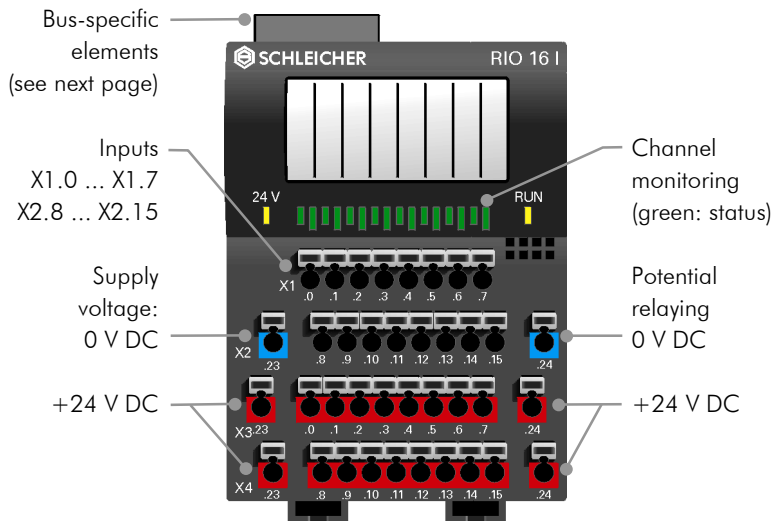 Bus-specific
elements
(see next page)
SCHLEICHER
RIO 16 I
Inputs
X1.0 ... X1.7
X2.8 ... X2.15
Channel
monitoring
(green: status)
24 V
RUN
X1
.0 .1 .2 .3 .4 .5 .6 .7
Supply
voltage:
0 V DC
Potential
relaying
0 V DC
X2
.23
.8 .9 .10 .11 .12 .13 .14 .15
.24
+24 V DC
+24 V DC
X3
.23
.0 .1 .2 .3 .4 .5 .6 .7
.24
X4
.23
.8 .9 .10 .11 .12 .13 .14 .15
.24